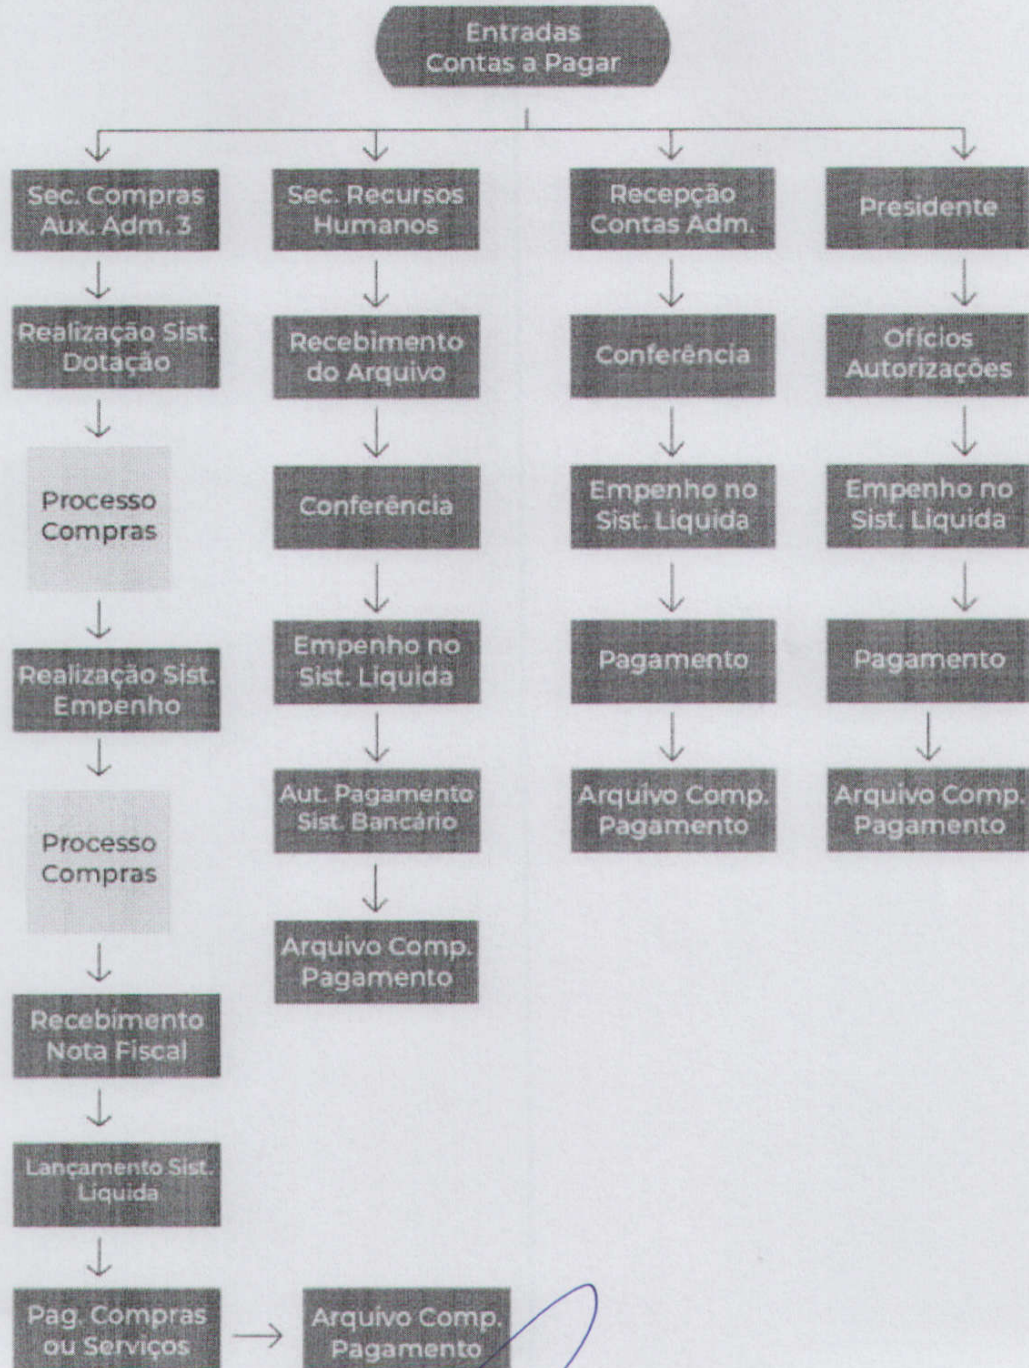 Entradas
Contas a Pagar
Sec. Compras
Aux. Adm. 3
Realização Sist.
Dotação
Processo
Compras
Realização Sist.
Empenho
Processo
Compras
Recebimento
Nota Fiscal
Lançamento Sist.
Liquida
Pag. Compras
ou Serviços
Arquivo Comp.
Pagamento
Sec. Recursos
Humanos
Recebimento
do Arquivo
Conferência
Empenho no
Sist. Liquida
Aut. Pagamento
Sist. Bancário
Arquivo Comp.
Pagamento
Recepção
Contas Adm.
Conferência
Empenho no
Sist. Liquida
Pagamento
Arquivo Comp.
Pagamento
Presidente
Ofícios
Autorizações
Empenho no
Sist. Liquida
Pagamento
Arquivo Comp.
Pagamento